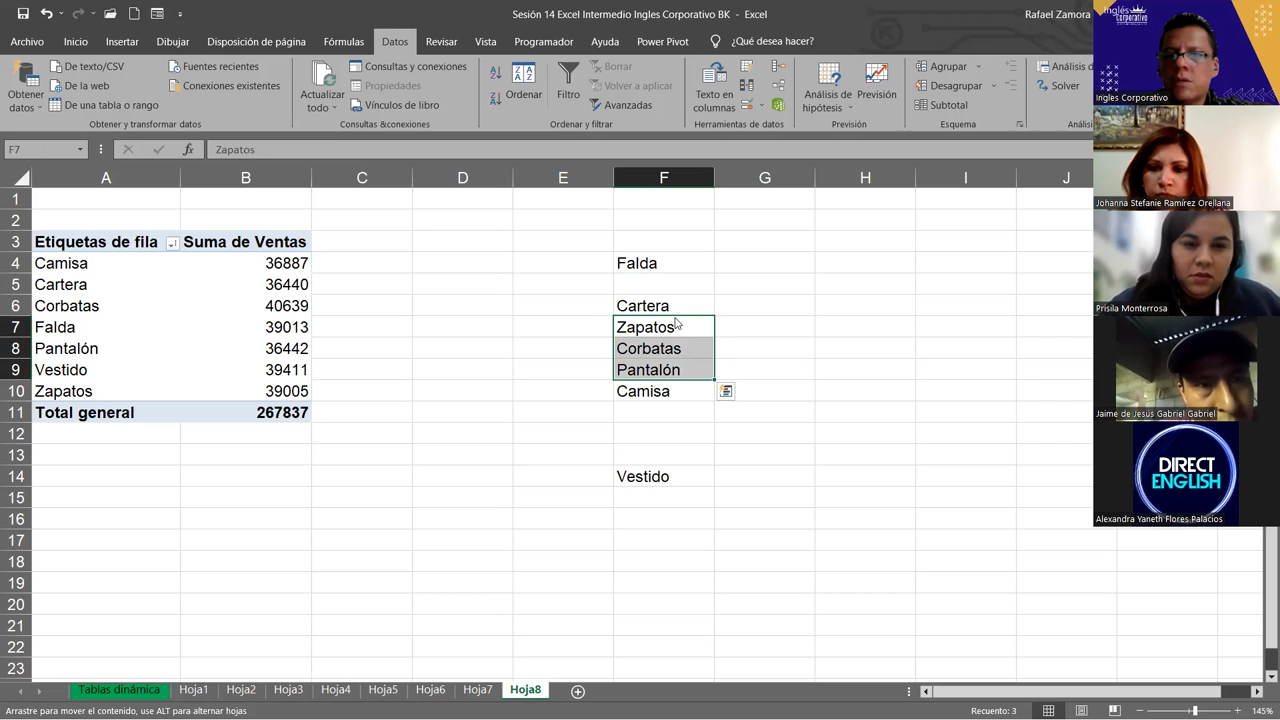 Sesión 14 Excel Intermedio Ingles Corporativo BK - Excel
Rafael Zamora
Archivo Inicio Insertar Dibujar Disposición de página Fórmulas Datos Revisar Vista Programador Ayuda Power Pivot ¿Qué desea hacer?
Obtener datos
De texto/CSV
De la web
De una tabla o rango
Fuentes recientes
Conexiones existentes
Obtener y transformar datos
Actualizar todo
Consultas y conexiones
Propiedades
Vínculos del libro
Consultas &conexiones
Ordenar
Filtro
Borrar
Volver a aplicar
Avanzadas
Ordenar y filtrar
Texto en columnas
Herramientas de datos
Análisis de hipótesis
Previsión
Previsión
Agrupar
Desagrupar
Subtotal
Esquema
Análisis d
Solver
Anális
F7 fx Zapatos
A B C D E F G H I J
1
2
3 Etiquetas de fila Suma de Ventas
4 Camisa 36887 Falda
5 Cartera 36440
6 Corbatas 40639 Cartera
7 Falda 39013 Zapatos
8 Pantalón 36442 Corbatas
9 Vestido 39411 Pantalón
10 Zapatos 39005 Camisa
11 Total general 267837
12
13
14 Vestido
15
16
17
18
19
20
21
22
23
Tablas dinámica Hoja1 Hoja2 Hoja3 Hoja4 Hoja5 Hoja6 Hoja7 Hoja8
Arrastre para mover el contenido, use ALT para alternar hojas
Recuento: 3
145%
Inglés
Corporativo
Ingles Corporativo
Johanna Stefanie Ramírez Orellana
Prisila Monterrosa
Jaime de Jesús Gabriel Gabriel
DIRECT
ENGLISH
Alexandra Yaneth Flores Palacios